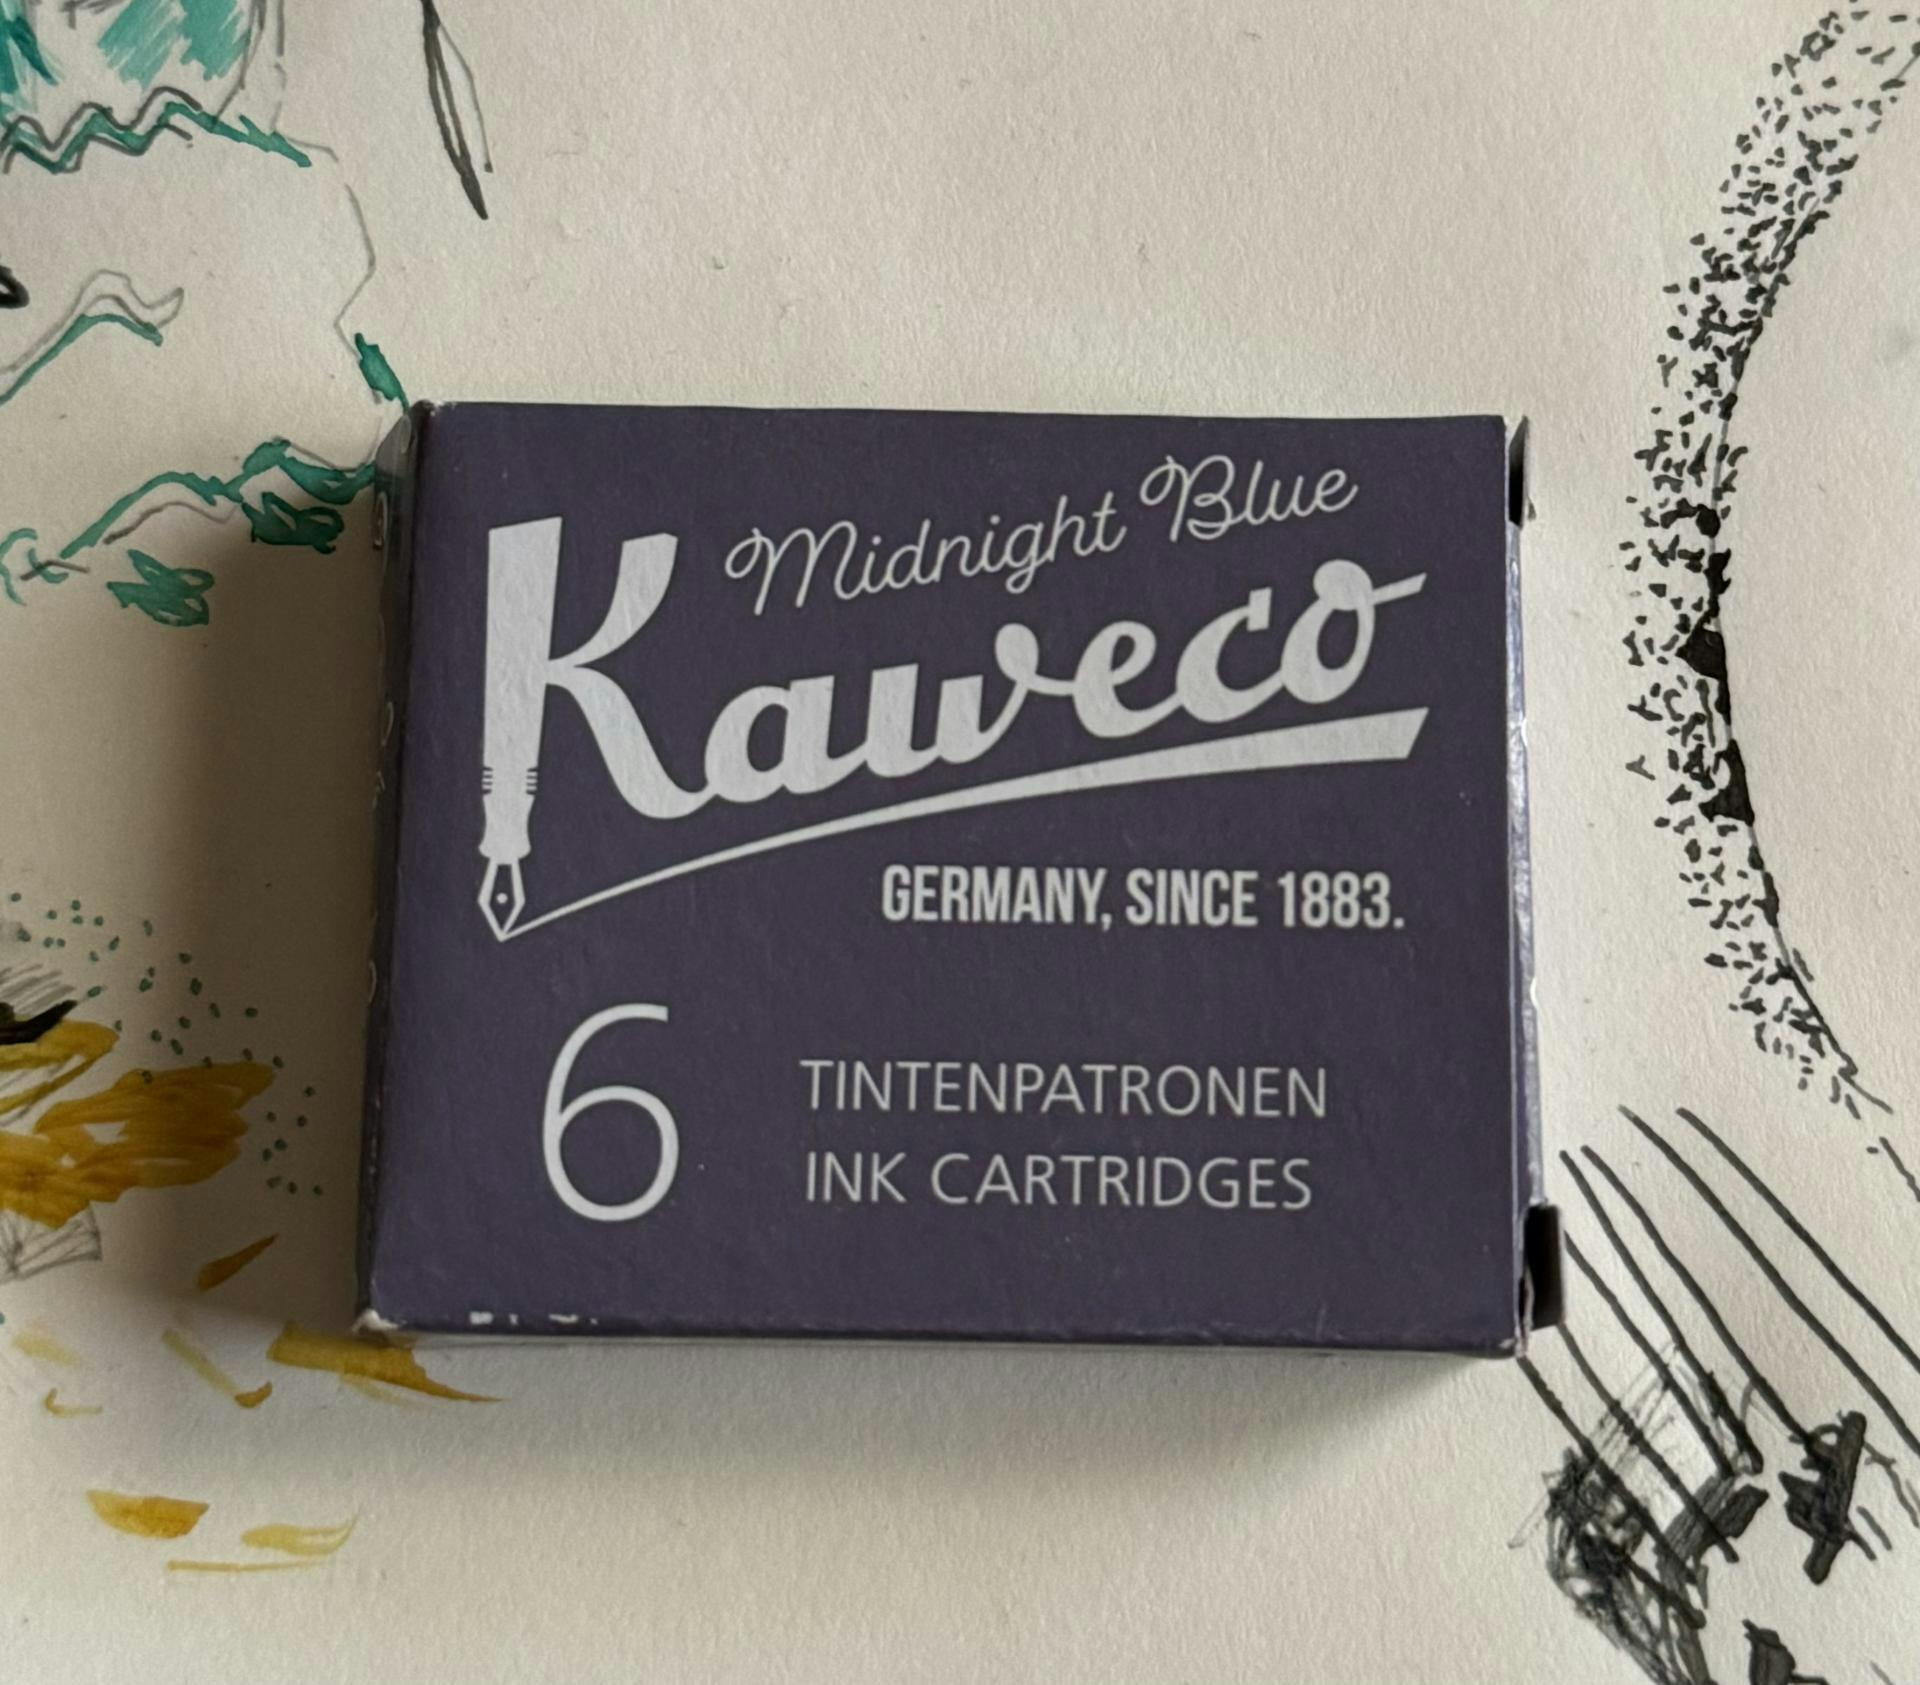 Midnight Blue
Kaweco
GERMANY, SINCE 1883.
6
TINTENPATRONEN
INK CARTRIDGES